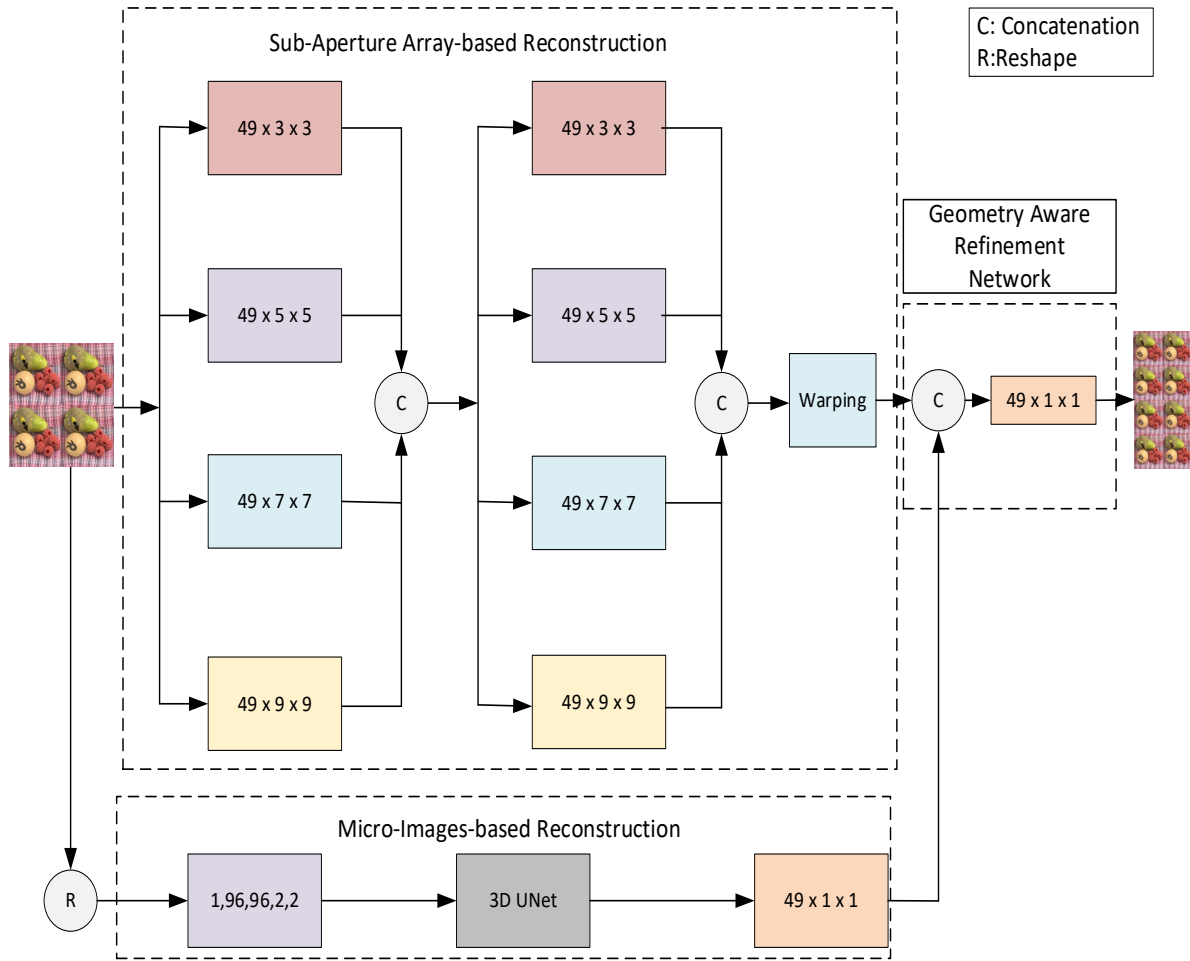 C: Concatenation
R:Reshape
Sub-Aperture Array-based Reconstruction
49 x 3 x 3
49 x 3 x 3
49 x 5 x 5
49 x 5 x 5
49 x 7 x 7
49 x 7 x 7
49 x 9 x 9
49 x 9 x 9
C
C
Warping
Geometry Aware
Refinement
Network
C
49 x 1 x 1
Micro-Images-based Reconstruction
R
1,96,96,2,2
3D UNet
49 x 1 x 1